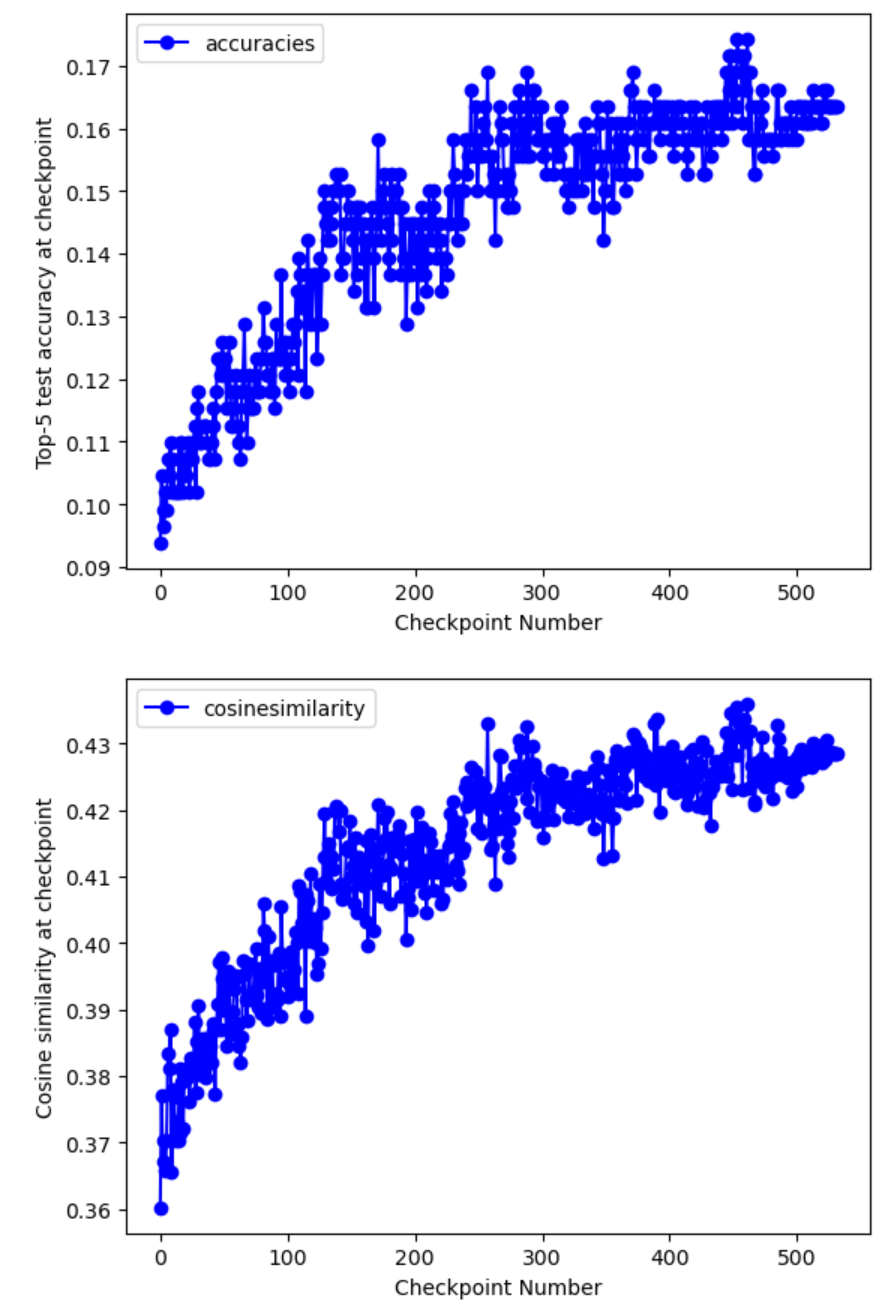 accuracies
0.17
0.16
0.15
0.14
0.13
0.12
0.11
0.10
0.09
Top-5 test accuracy at checkpoint
0 100 200 300 400 500
Checkpoint Number
cosinesimilarity
0.43
0.42
0.41
0.40
0.39
0.38
0.37
0.36
Cosine similarity at checkpoint
0 100 200 300 400 500
Checkpoint Number